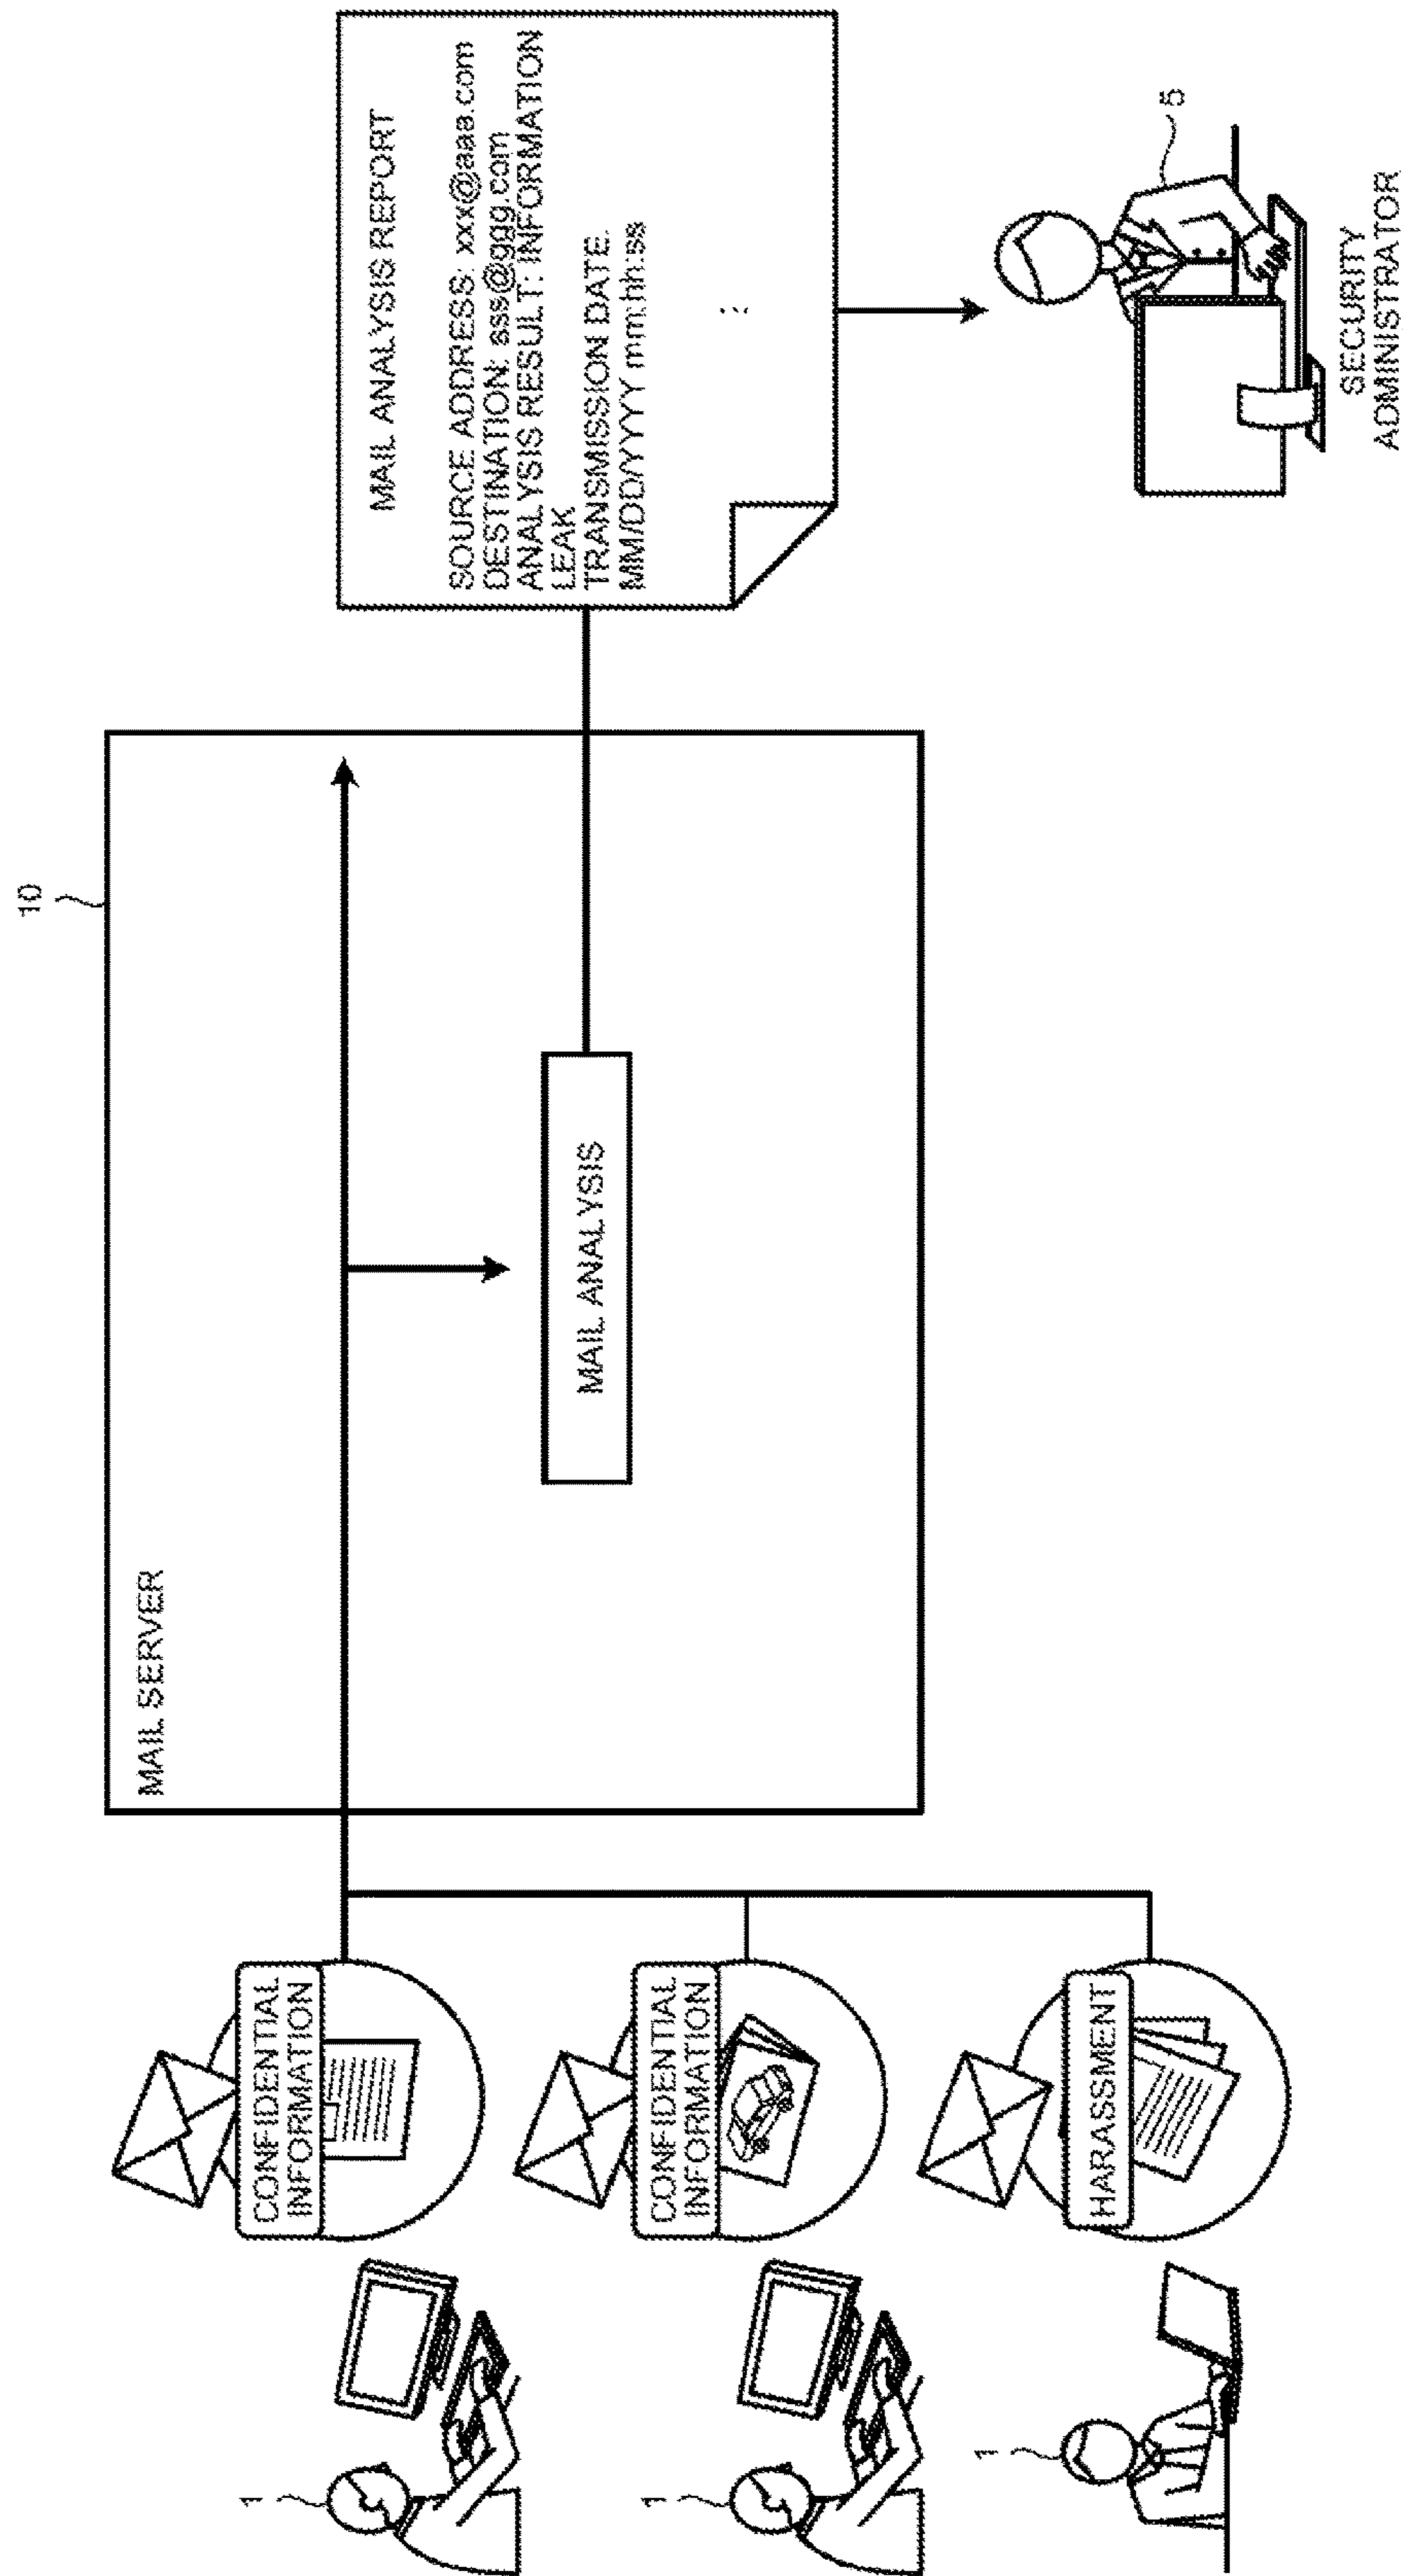 10
MAIL SERVER
MAIL ANALYSIS
1
CONFIDENTIAL
INFORMATION
1
CONFIDENTIAL
INFORMATION
1
HARASSMENT
MAIL ANALYSIS REPORT
SOURCE ADDRESS: xxx@aaa.com
DESTINATION: sss@ggg.com
ANALYSIS RESULT: INFORMATION
LEAK
TRANSMISSION DATE:
MM/DD/YYYY mm:hh:ss
:
5
SECURITY
ADMINISTRATOR